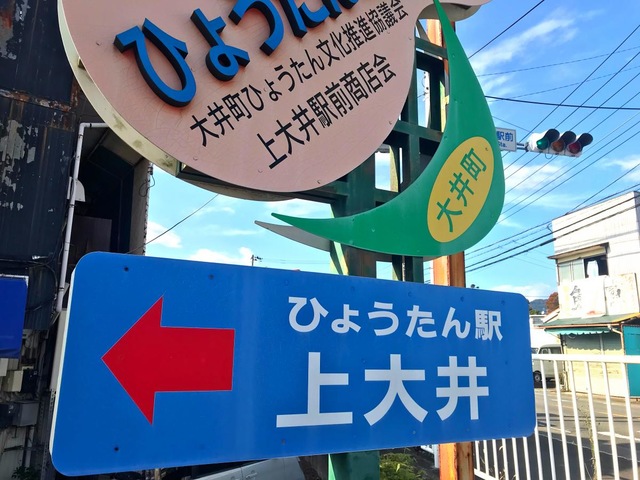 ひょうたん
大井町ひょうたん文化推進協議会
上大井駅前商店会
大井町
駅前
ひょうたん駅
上大井